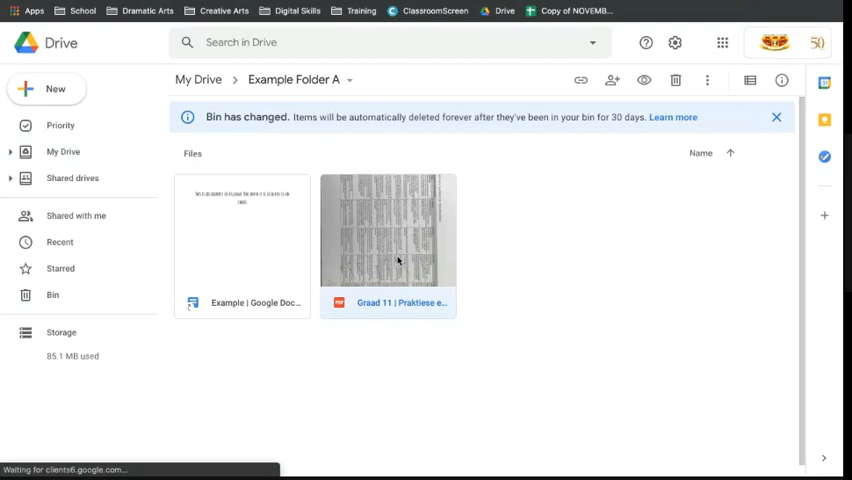 Apps School Dramatic Arts Creative Arts Digital Skills Training ClassroomScreen Drive Copy of NOVEMB...
Drive
Search in Drive
50
New
My Drive
Example Folder A
Bin has changed. Items will be automatically deleted forever after they've been in your bin for 30 days. Learn more
Priority
My Drive
Shared drives
Shared with me
Recent
Starred
Bin
Storage
85.1 MB used
Files
Name
Example | Google Doc...
PDF
Graad 11 | Praktiese e...
Waiting for clients6.google.com...